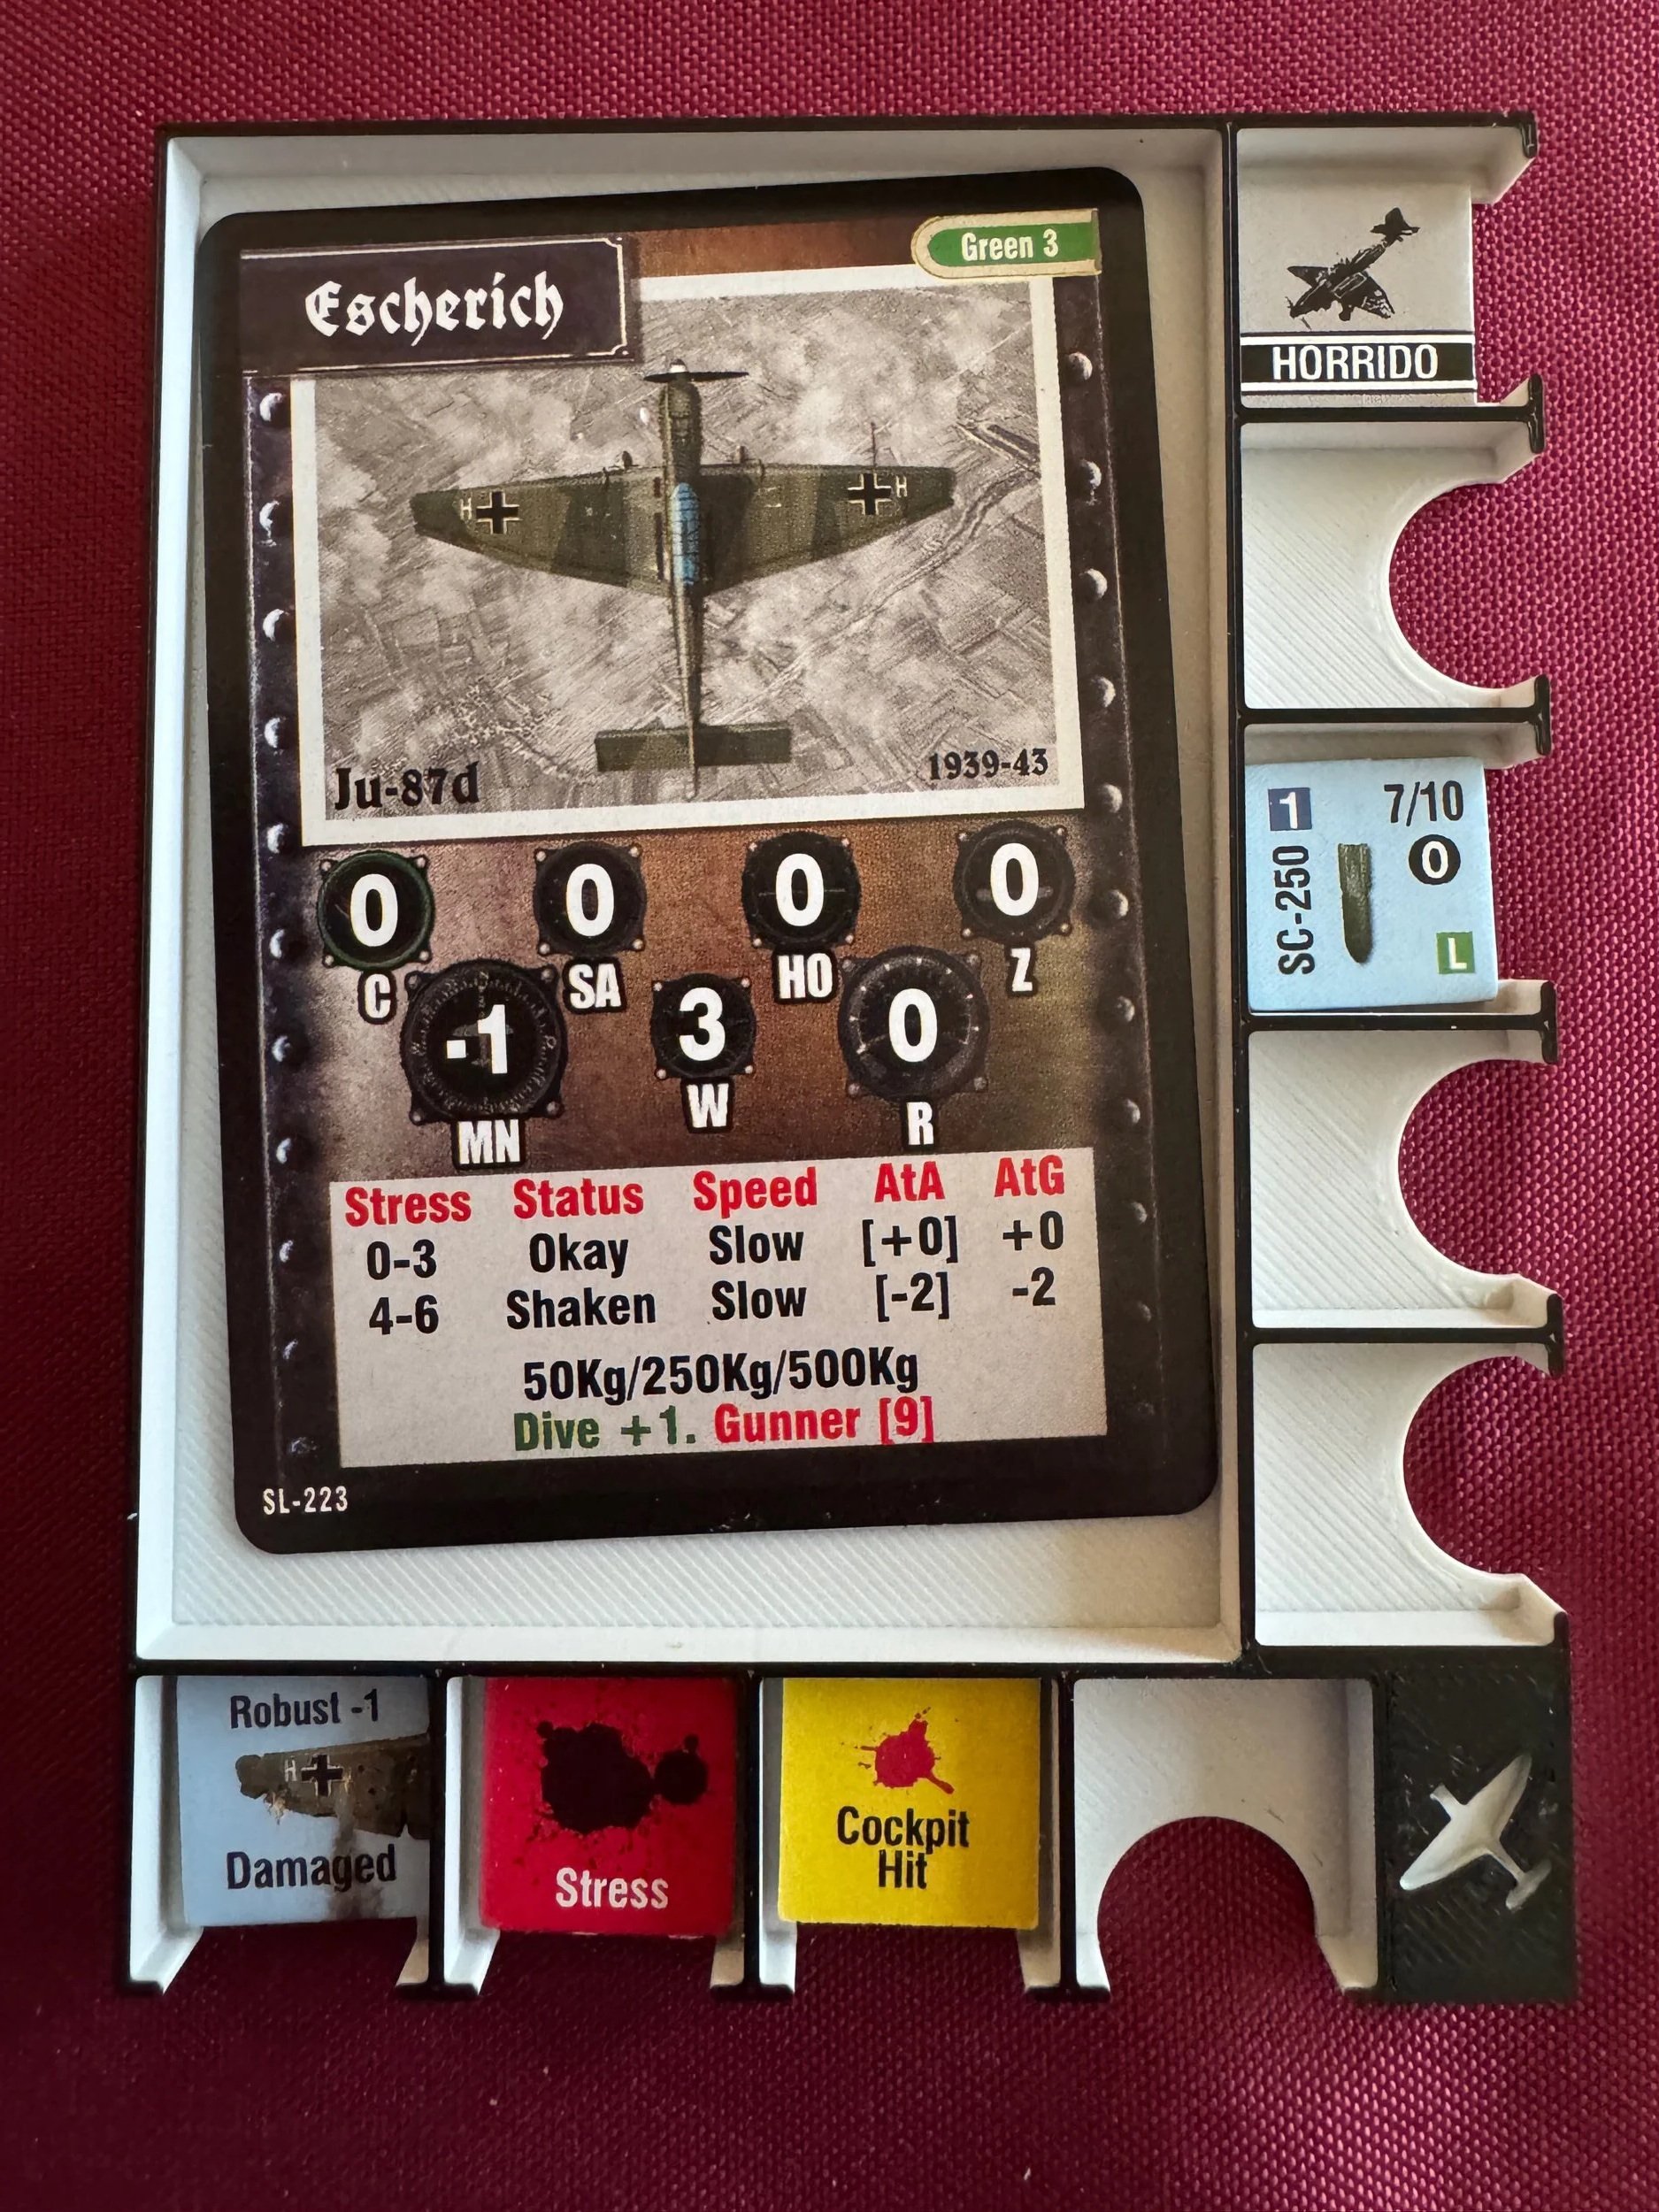 Escherich
Green 3
H H
Ju-87d 1939-43
0 0 0 0
C SA HO Z
-1 3 0
MN W R
Stress Status Speed AtA AtG
0-3 Okay Slow [+0] +0
4-6 Shaken Slow [-2] -2
50Kg/250Kg/500Kg
Dive +1. Gunner [9]
SL-223
HORRIDO
SC-250 1
7/10
0
L
Robust -1
H
Damaged
Stress
Cockpit
Hit